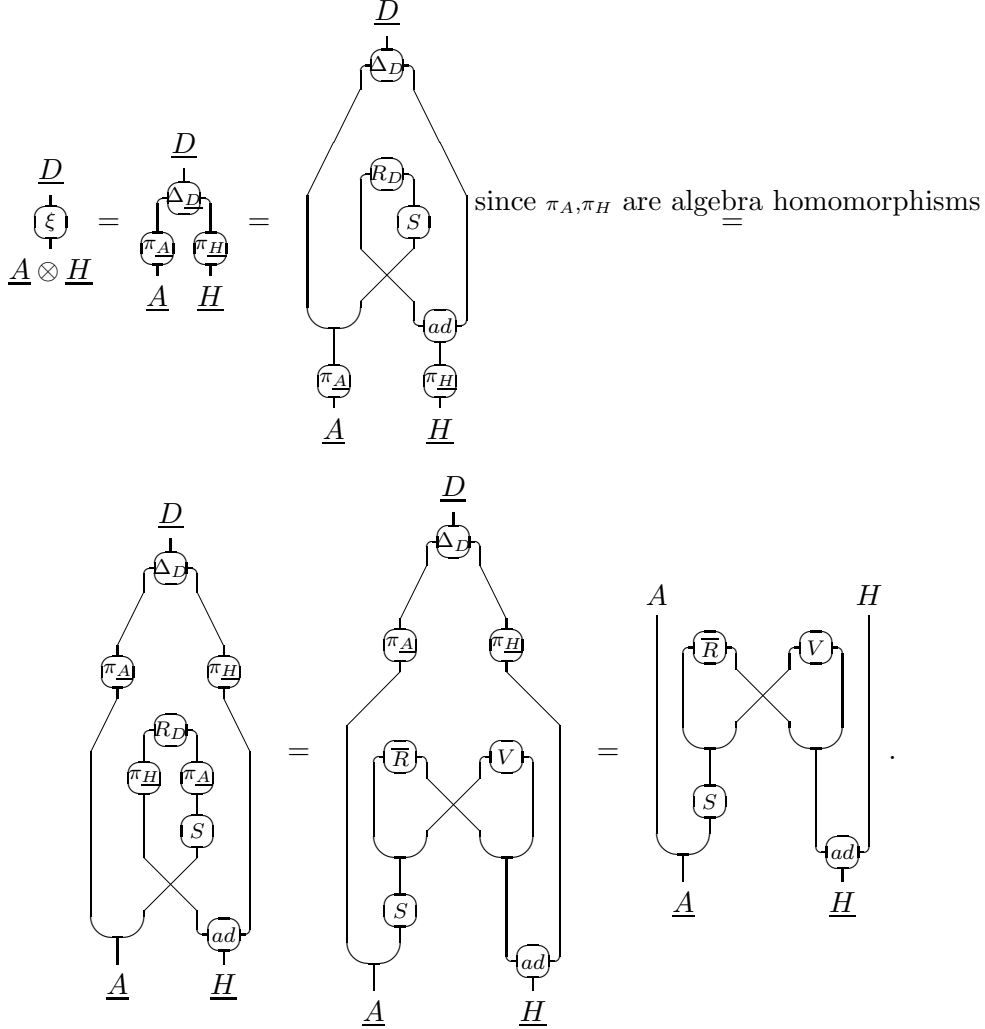 D̲
Δ_D
D̲
D̲ Δ_D̲ R_D
ξ = = S since π_A,π_H are algebra homomorphisms =
π_A̲ π_H̲
A̲ ⊗ H̲
A̲ H̲
ad
π_A̲ π_H̲
A̲ H̲
D̲
Δ_D
π_A̲ π_H̲
R_D
π_H̲ π_A̲
S
ad
A̲ H̲
=
D̲
Δ_D
π_A̲ π_H̲
R̅ V
S
ad
A̲ H̲
=
A H
R̅ V
S
ad
A̲ H̲
.